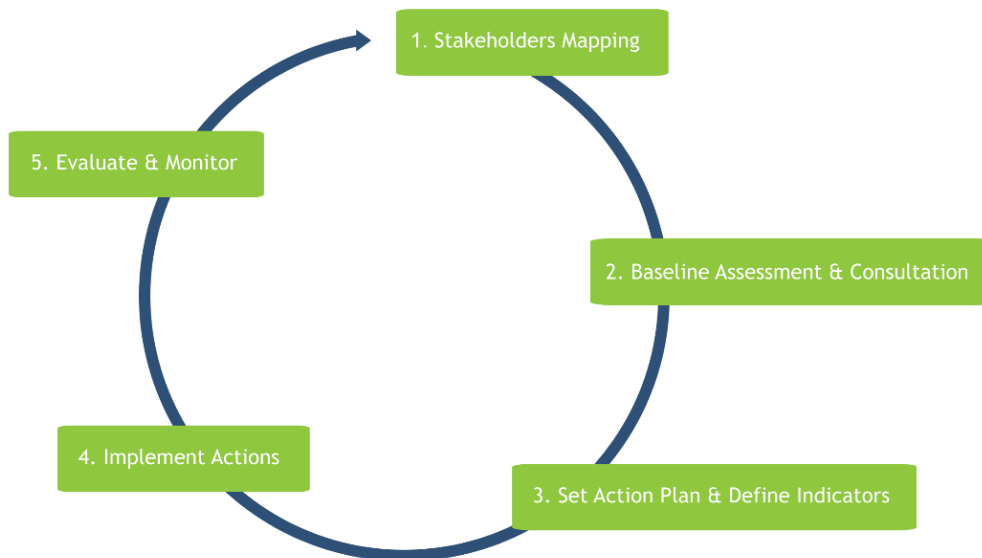 1. Stakeholders Mapping
2. Baseline Assessment & Consultation
3. Set Action Plan & Define Indicators
4. Implement Actions
5. Evaluate & Monitor